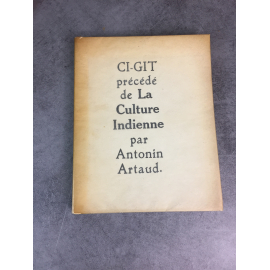 CI-GIT
précédé
de La
Culture
Indienne
par
Antonin
Artaud.